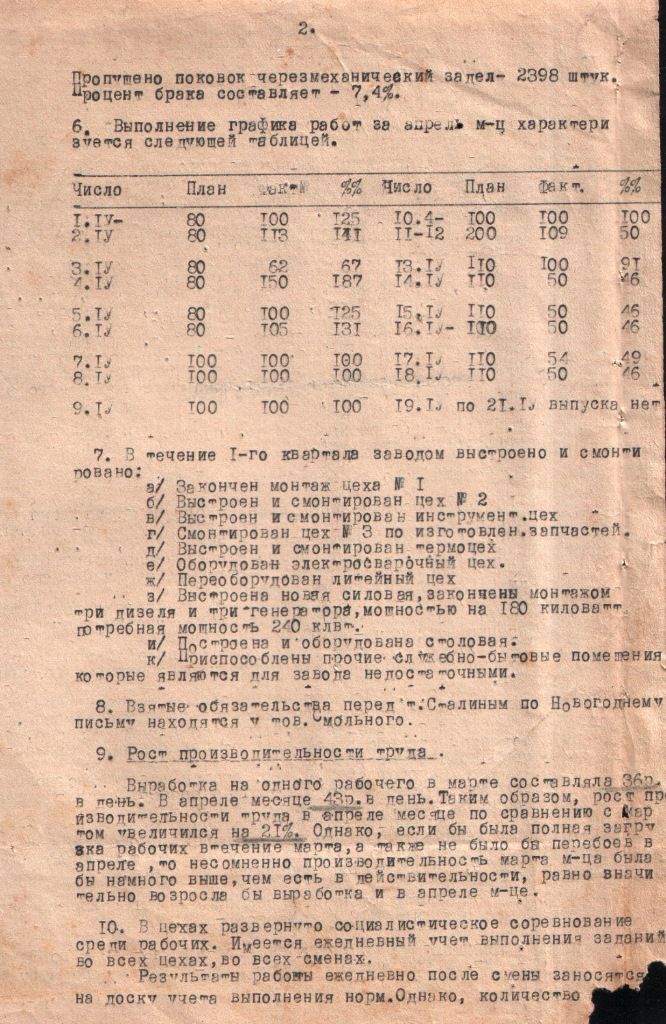 2.
Пропушено поковок черезмеханический задел- 2398 штук.
Процент брака составляет - 7,4%.
6. Выполнение графика работ за апрель м-ц характери
зуется следующей таблицей.
Число План Факт. %% Число План Факт. %%
I.IУ- 80 I00 I25 I0.4- I00 I00 I00
2.IУ 80 II3 I4I II-I2 200 I09 50
3.IУ 80 62 67 I3.IУ II0 I00 9I
4.IУ 80 I50 I87 I4.IУ II0 50 46
5.IУ 80 I00 I25 I5.IУ II0 50 46
6.IУ 80 I05 I3I I6.IУ- II0 50 46
7.IУ I00 I00 I00 I7.IУ II0 54 49
8.IУ I00 I00 I00 I8.IУ II0 50 46
9.IУ I00 I00 I00 I9.IУ по 2I.IУ выпуска нет
7. В течение I-го квартала заводом выстроено и смонти
ровано:
а/ Закончен монтаж цеха № I
б/ Выстроен и смонтирован цех № 2
в/ Выстроен и смонтирован инструмент.цех
г/ Смонтирован цех № 3 по изготовлен.запчастей.
д/ Выстроен и смонтирован термоцех
е/ Оборудован электросварочный цех.
ж/ Переоборудован литейный цех
з/ Выстроена новая силовая,закончены монтажом
три дизеля и три генератора,мощностью на I80 киловатт
потребная мощность 240 клвт.
и/ Построена и оборудована столовая.
к/ Приспособлены прочие служебно-бытовые помещения
которые являются для завода недостаточными.
8. Взятые обязательства перед т.Сталиным по Новогоднему
письму находятся у тов.Смольного.
9. Рост производительности труда.
Выработка на одного рабочего в марте составляла 36р.
в день. В апреле месяце 43р.в день.Таким образом, рост про
изводительности труда в апреле месяце по сравнению с мар
том увеличился на 2I%. Однако, если бы была полная загру
зка рабочих втечение марта,а также не было бы перебоев в
апреле ,то несомненно производительность марта м-ца была
бы намного выше,чем есть в действительности, равно значи
тельно возросла бы выработка и в апреле м-це.
I0. В цехах развернуто социалистическое соревнование
среди рабочих. Имеется ежедневный учет выполнения заданий
во всех цехах,во всех сменах.
Результаты работы ежедневно после смены заносятся
на доску учета выполнения норм.Однако, количество